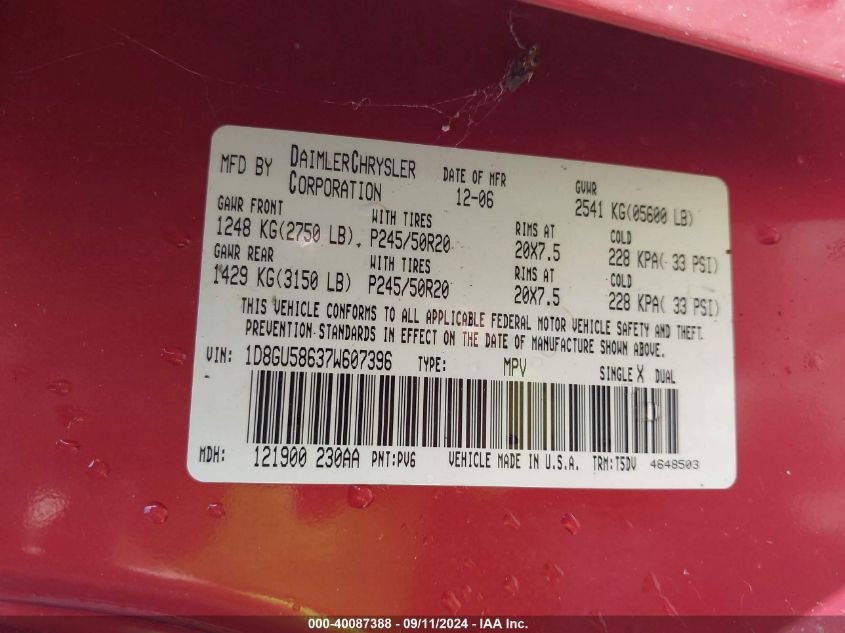 MFD BY DAIMLERCHRYSLER CORPORATION DATE OF MFR 12-06 GVWR 2541 KG(05600 LB)
GAWR FRONT WITH TIRES RIMS AT COLD
1248 KG(2750 LB), P245/50R20 20X7.5 228 KPA( 33 PSI)
GAWR REAR WITH TIRES RIMS AT COLD
1429 KG(3150 LB) P245/50R20 20X7.5 228 KPA( 33 PSI)
THIS VEHICLE CONFORMS TO ALL APPLICABLE FEDERAL MOTOR VEHICLE SAFETY AND THEFT
PREVENTION STANDARDS IN EFFECT ON THE DATE OF MANUFACTURE SHOWN ABOVE.
VIN: 1D8GU58637W607396 TYPE: MPV SINGLE X DUAL
MDH: 121900 230AA PNT:PV6 VEHICLE MADE IN U.S.A. TRM:T5DV 4648503
000-40087388 - 09/11/2024 - IAA Inc.